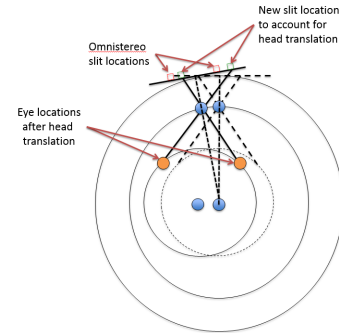 New slit location
to account for
head translation
Omnistereo
slit locations
Eye locations
after head
translation